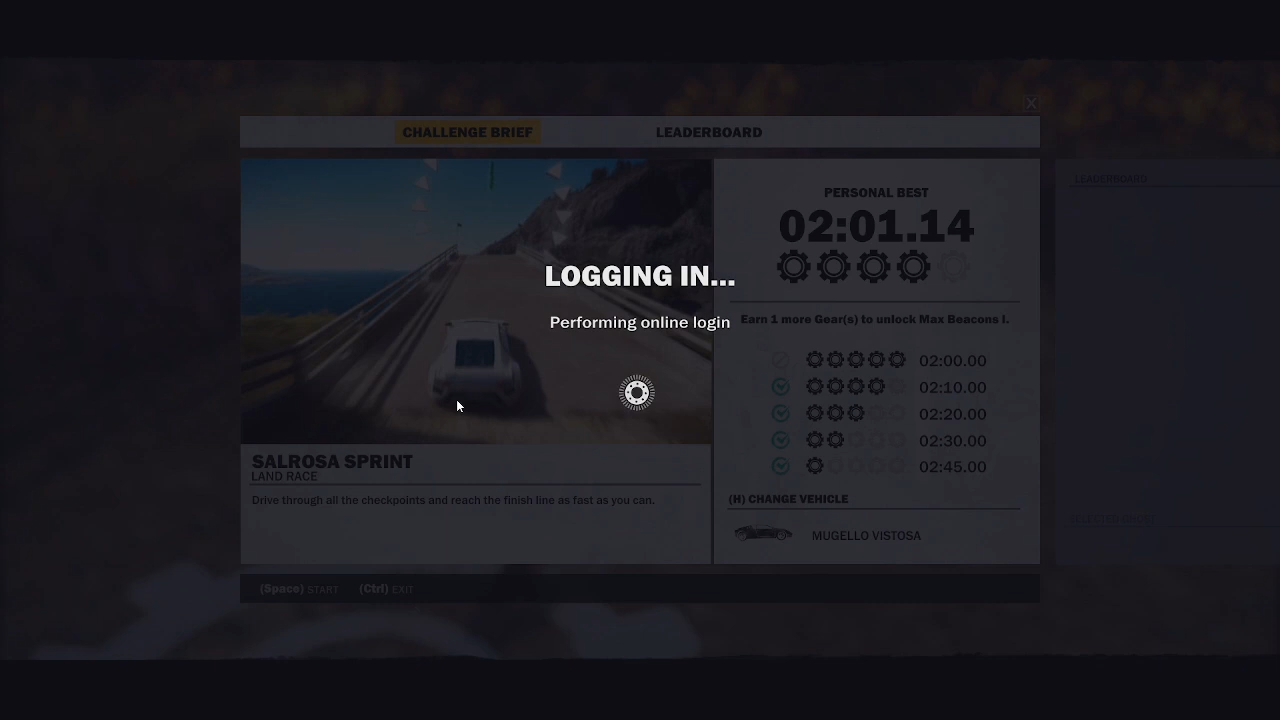 X
CHALLENGE BRIEF
LEADERBOARD
PERSONAL BEST
02:01.14
LEADERBOARD
LOGGING IN...
Performing online login
Earn 1 more Gear(s) to unlock Max Beacons I.
02:00.00
02:10.00
02:20.00
02:30.00
02:45.00
SALROSA SPRINT
LAND RACE
Drive through all the checkpoints and reach the finish line as fast as you can.
(H) CHANGE VEHICLE
MUGELLO VISTOSA
SELECTED GHOST
(Space) START (Ctrl) EXIT